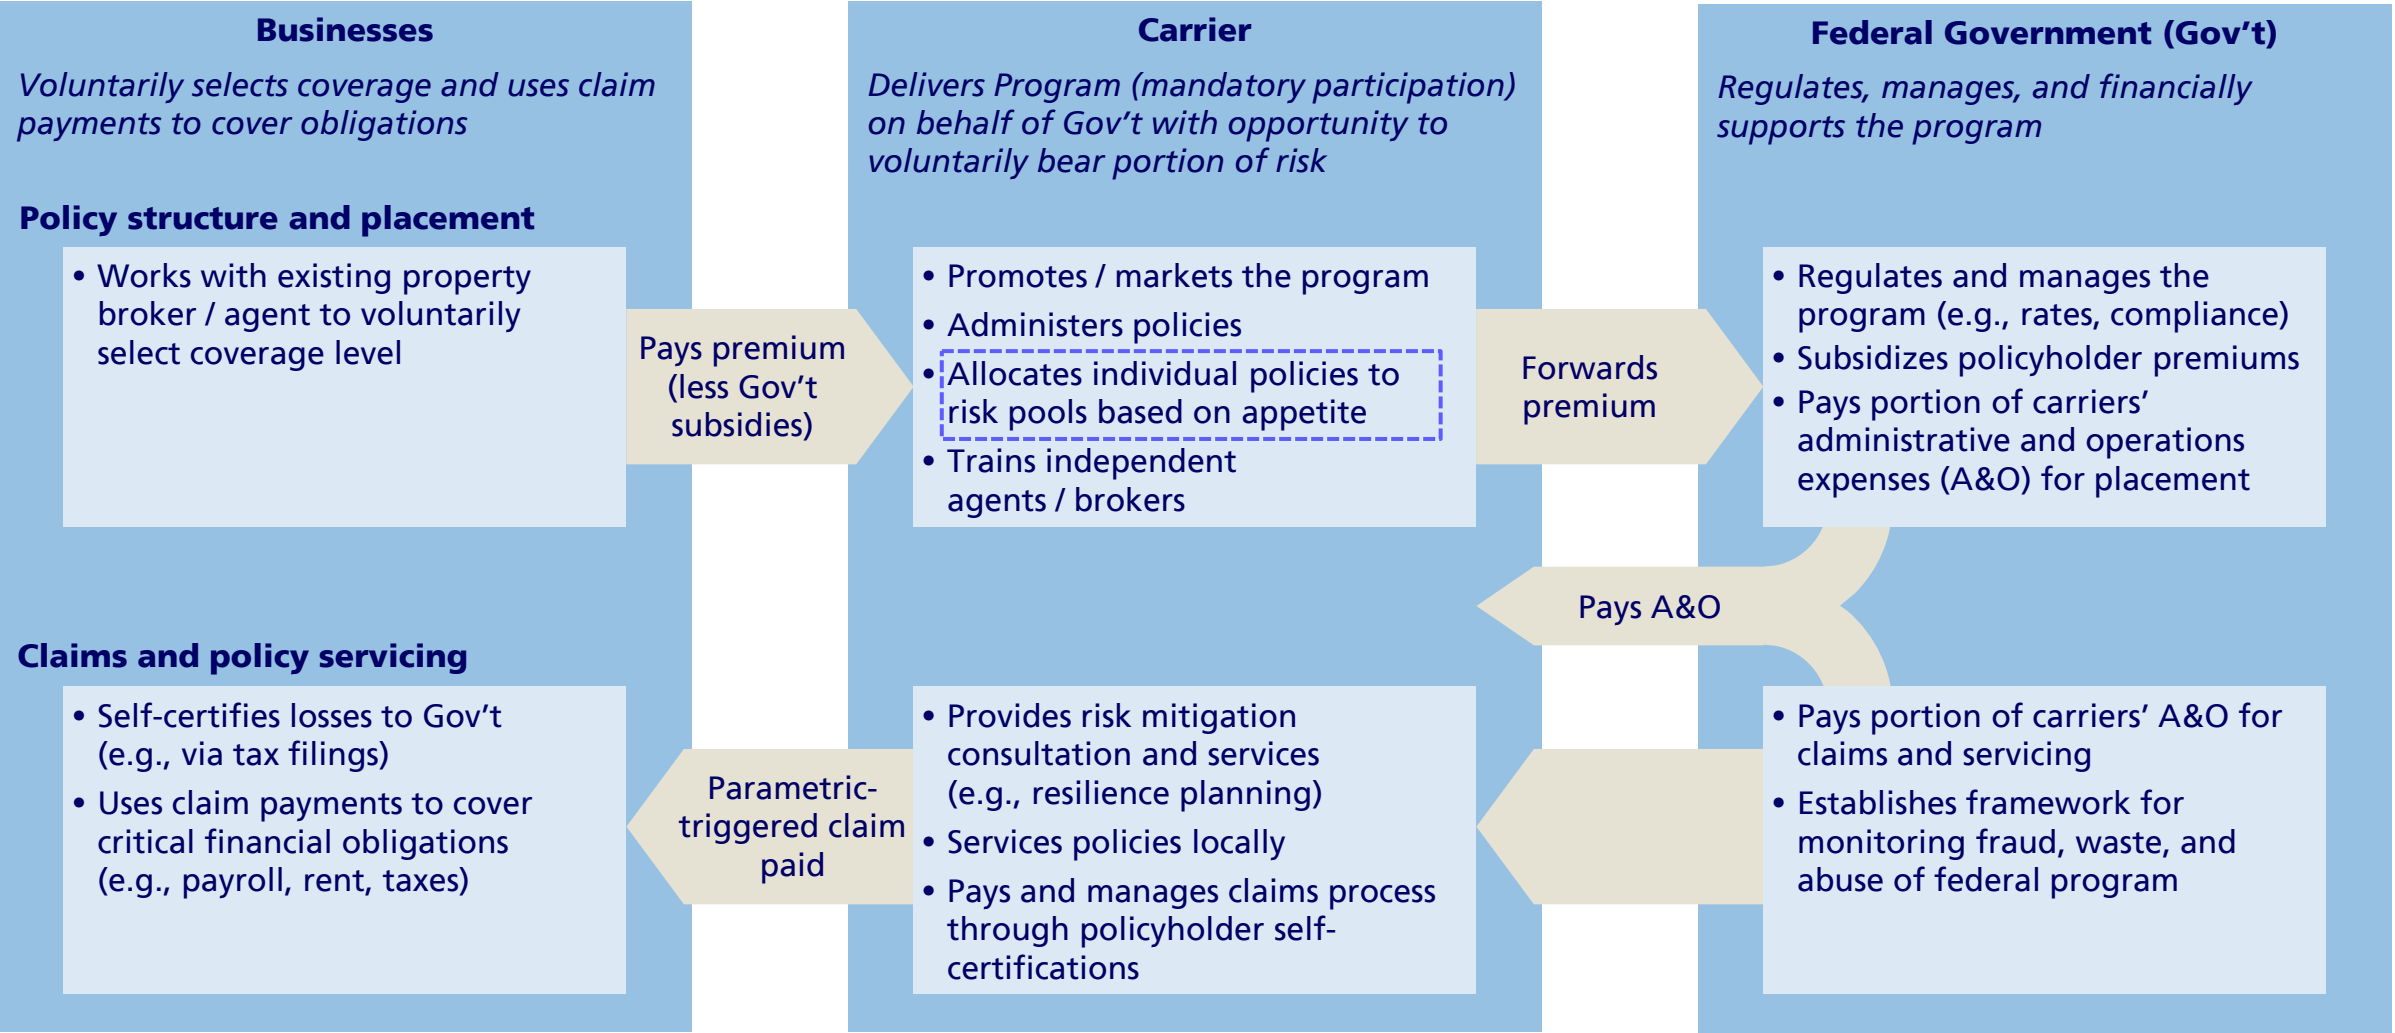 Businesses
Voluntarily selects coverage and uses claim
payments to cover obligations
Carrier
Delivers Program (mandatory participation)
on behalf of Gov’t with opportunity to
voluntarily bear portion of risk
Federal Government (Gov’t)
Regulates, manages, and financially
supports the program
Policy structure and placement
• Works with existing property
broker / agent to voluntarily
select coverage level
Pays premium
(less Gov’t
subsidies)
• Promotes / markets the program
• Administers policies
• Allocates individual policies to
risk pools based on appetite
• Trains independent
agents / brokers
Forwards
premium
• Regulates and manages the
program (e.g., rates, compliance)
• Subsidizes policyholder premiums
• Pays portion of carriers’
administrative and operations
expenses (A&O) for placement
Pays A&O
Claims and policy servicing
• Self-certifies losses to Gov’t
(e.g., via tax filings)
• Uses claim payments to cover
critical financial obligations
(e.g., payroll, rent, taxes)
Parametric-
triggered claim
paid
• Provides risk mitigation
consultation and services
(e.g., resilience planning)
• Services policies locally
• Pays and manages claims process
through policyholder self-
certifications
• Pays portion of carriers’ A&O for
claims and servicing
• Establishes framework for
monitoring fraud, waste, and
abuse of federal program